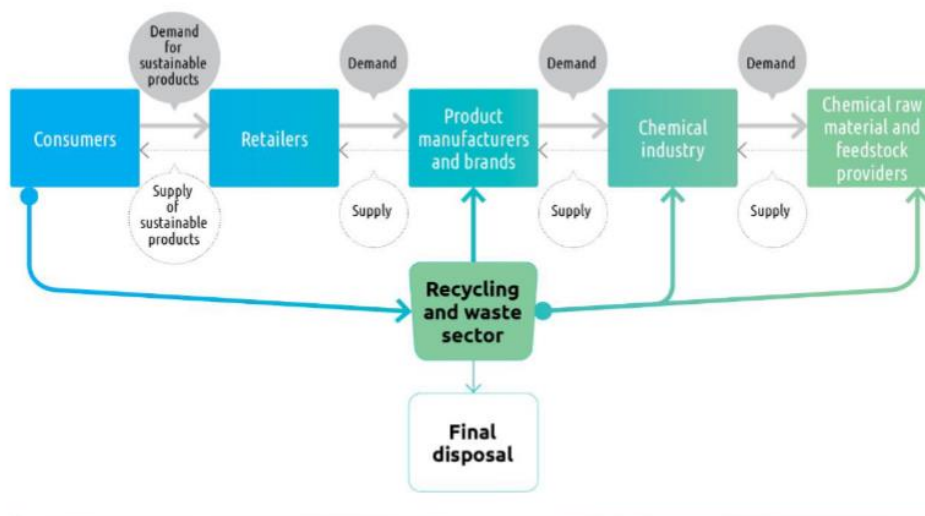 Demand
for
sustainable
products
Demand
Demand
Demand
Consumers
Retailers
Product
manufacturers
and brands
Chemical
industry
Chemical raw
material and
feedstock
providers
Supply
of
sustainable
products
Supply
Supply
Supply
Recycling
and waste
sector
Final
disposal